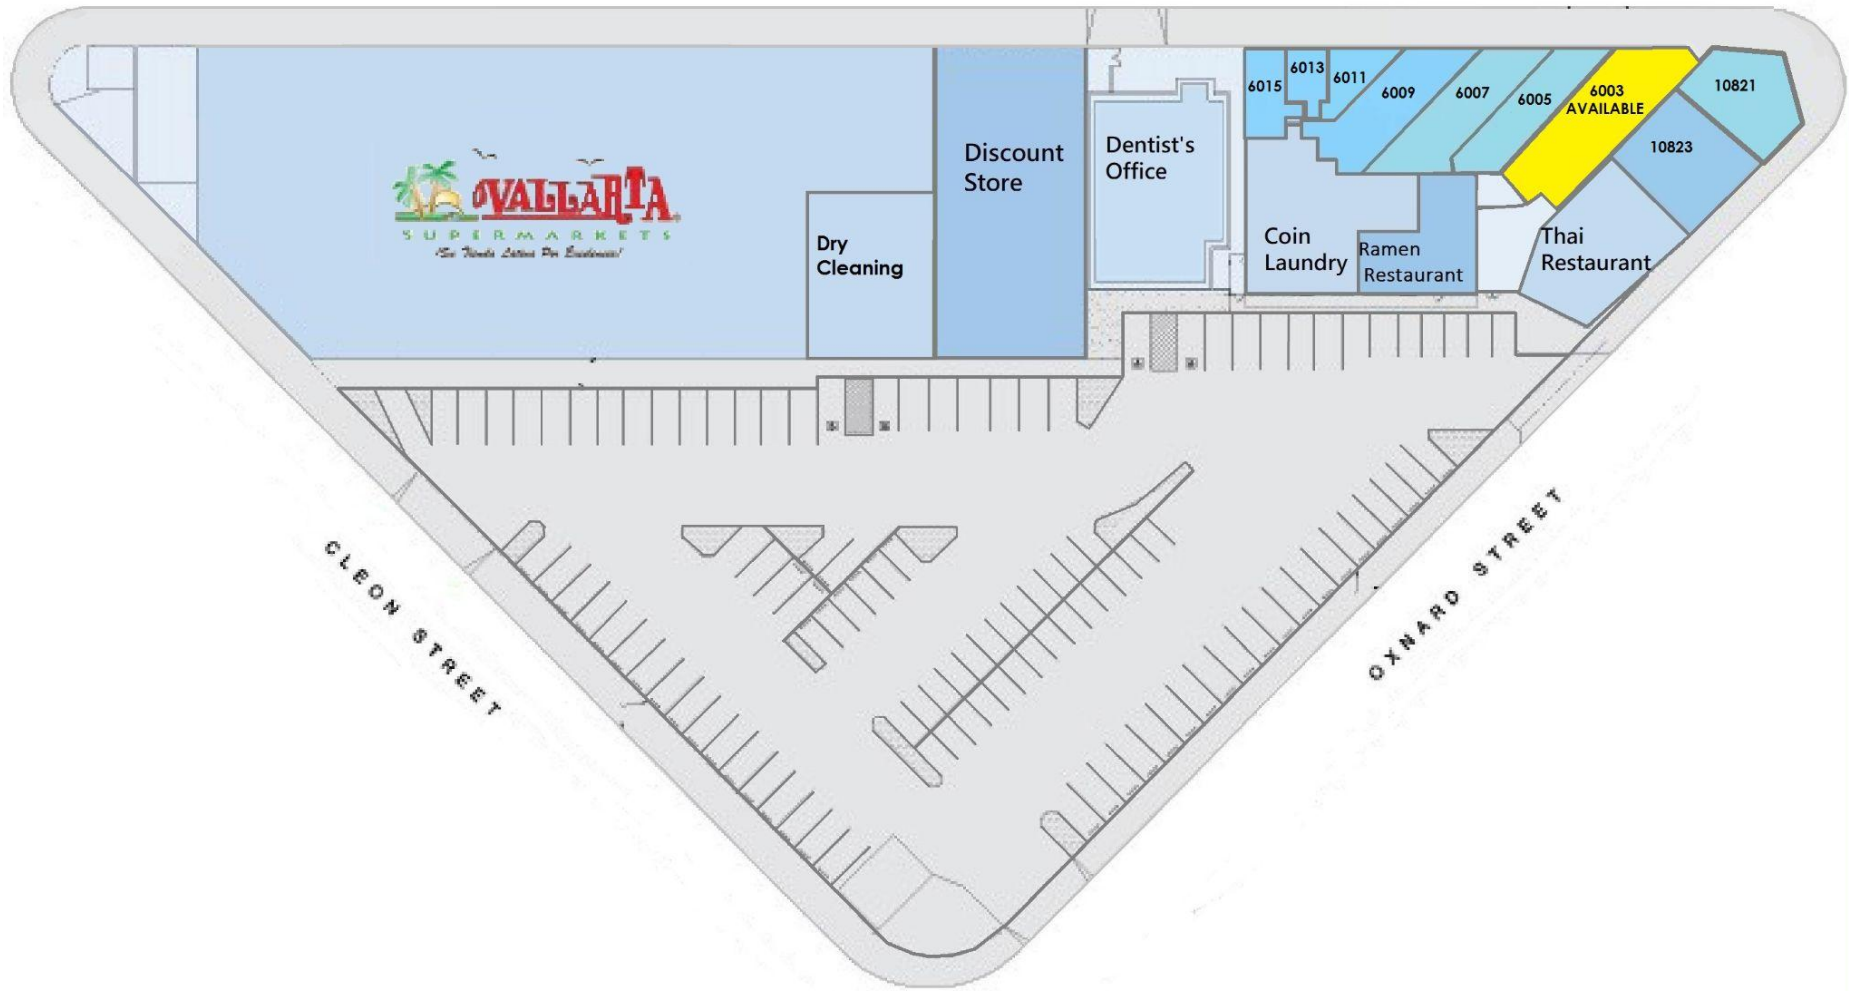 VALLARTA
SUPERMARKETS
Dry
Cleaning
Discount
Store
Dentist's
Office
6015
6013
6011
6009
6007
6005
6003
AVAILABLE
10821
10823
Coin
Laundry
Ramen
Restaurant
Thai
Restaurant
CLEON STREET
OXNARD STREET